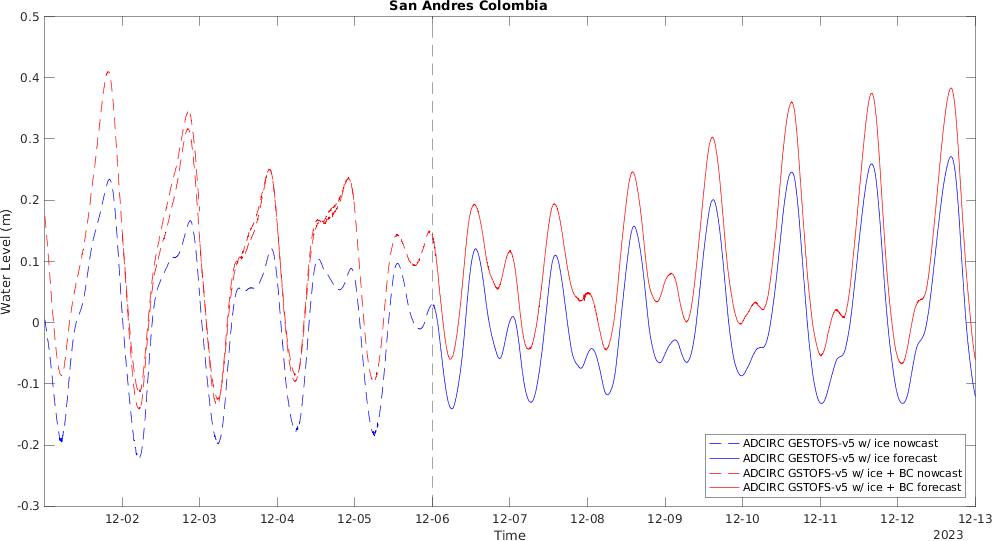 San Andres Colombia
0.5
0.4
0.3
0.2
0.1
0
-0.1
-0.2
-0.3
Water Level (m)
12-02 12-03 12-04 12-05 12-06 12-07 12-08 12-09 12-10 12-11 12-12 12-13
Time
2023
ADCIRC GESTOFS-v5 w/ ice nowcast
ADCIRC GESTOFS-v5 w/ ice forecast
ADCIRC GSTOFS-v5 w/ ice + BC nowcast
ADCIRC GSTOFS-v5 w/ ice + BC forecast